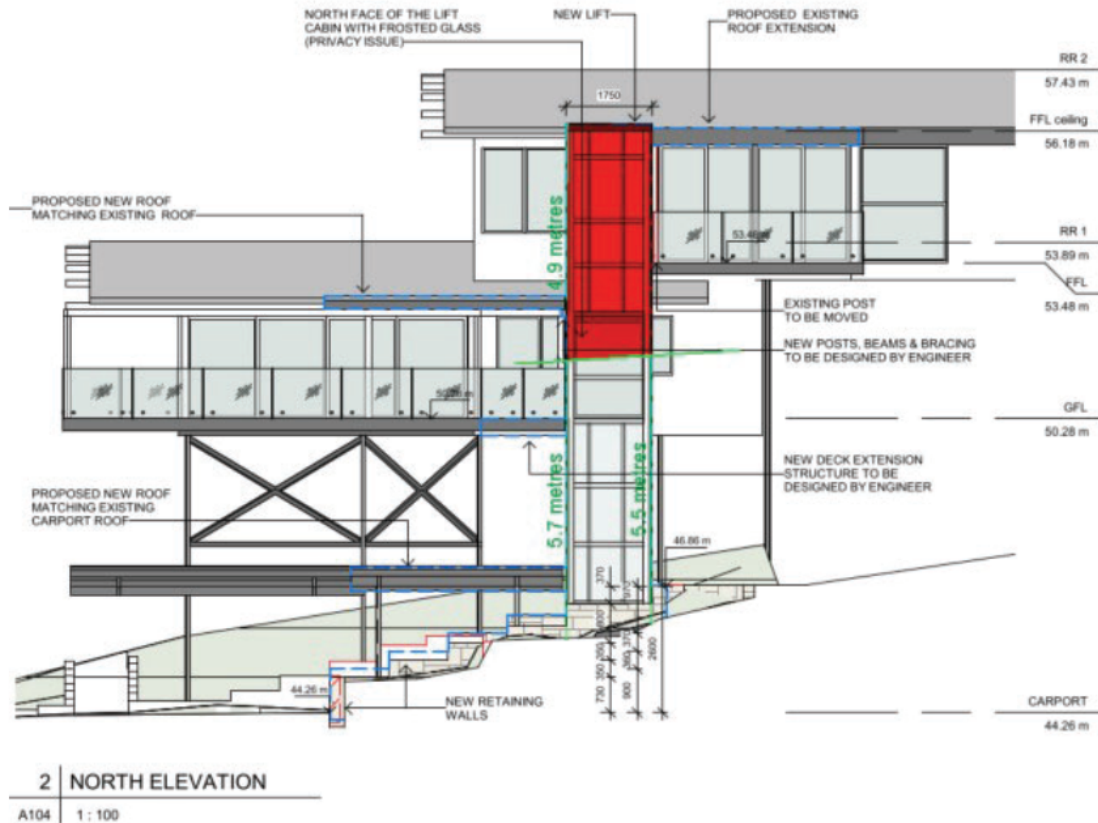 NORTH FACE OF THE LIFT
CABIN WITH FROSTED GLASS
(PRIVACY ISSUE)
NEW LIFT
PROPOSED EXISTING
ROOF EXTENSION
RR 2
57.43 m
1750
FFL ceiling
56.18 m
PROPOSED NEW ROOF
MATCHING EXISTING ROOF
4.9 metres
RR 1
53.89 m
FFL
53.48 m
EXISTING POST
TO BE MOVED
NEW POSTS, BEAMS & BRACING
TO BE DESIGNED BY ENGINEER
GFL
50.28 m
NEW DECK EXTENSION
STRUCTURE TO BE
DESIGNED BY ENGINEER
PROPOSED NEW ROOF
MATCHING EXISTING
CARPORT ROOF
5.7 metres
5.5 metres
46.86 m
370
370
360
2600
350
730
900
44.26 m
NEW RETAINING
WALLS
CARPORT
44.26 m
2 NORTH ELEVATION
A104 1 : 100